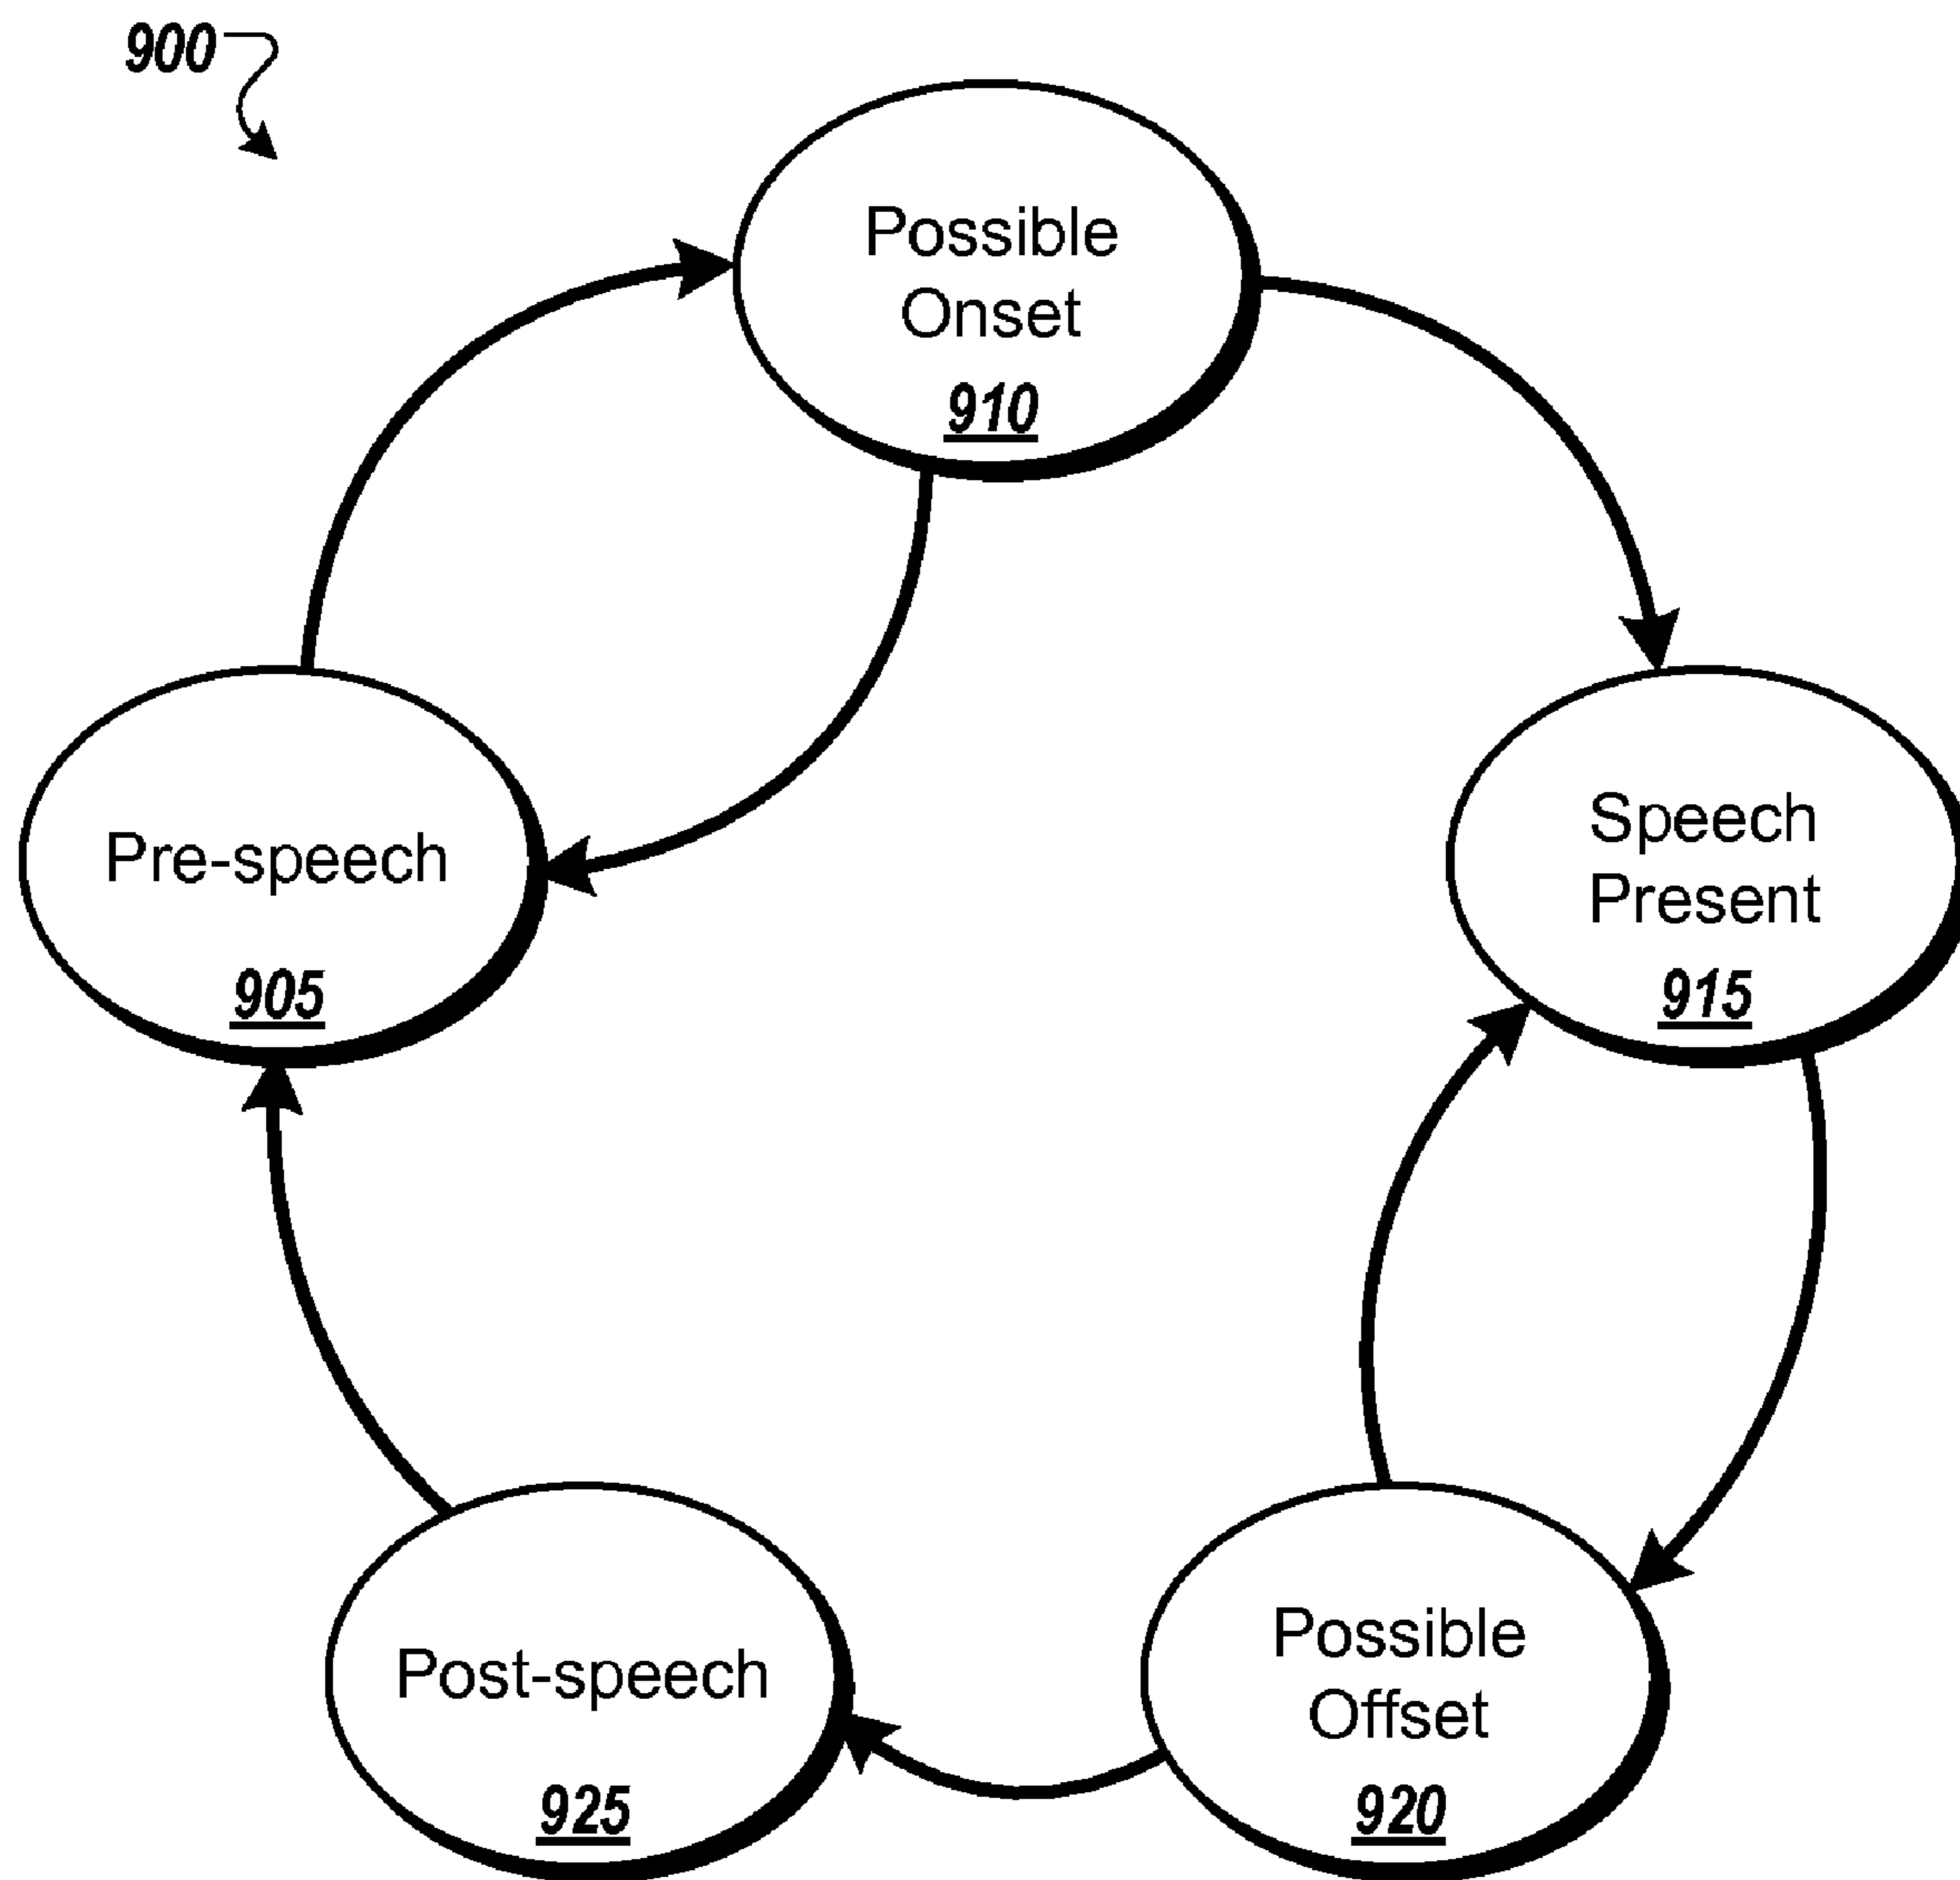 900
Possible
Onset
910
Pre-speech
905
Speech
Present
915
Post-speech
925
Possible
Offset
920